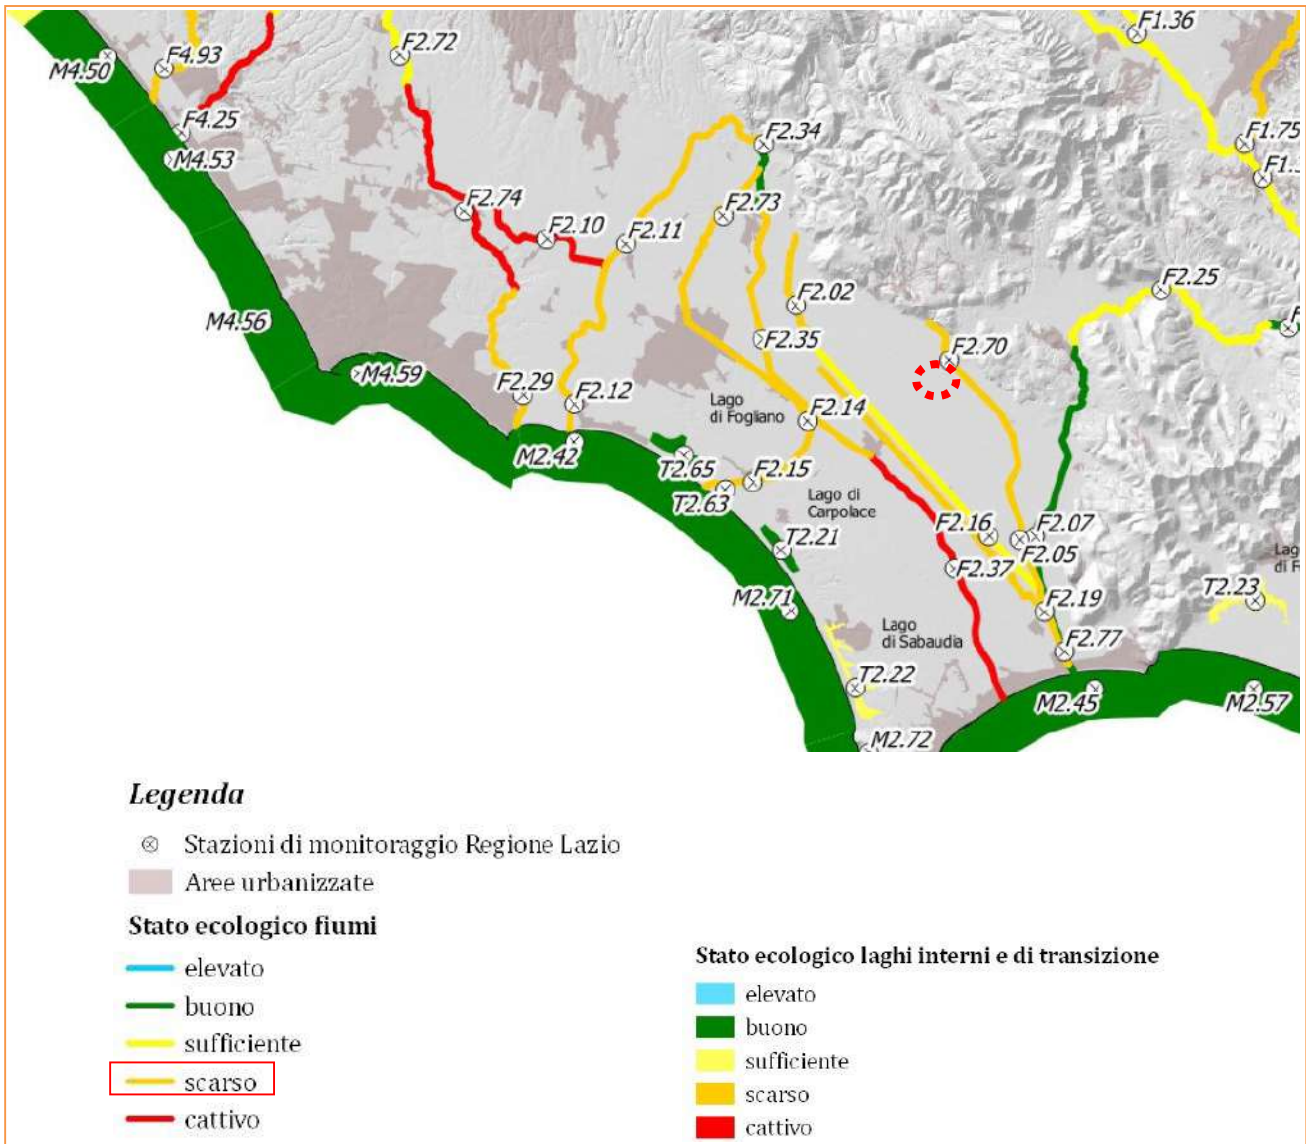 F1.36
F4.93
F2.72
M4.50
F4.25
F2.34
F1.75
M4.53
F2.74
F2.73
F2.10
F2.11
F2.25
F2.02
M4.56
F2.35
F2.70
M4.59
F2.29
F2.12
Lago
di Fogliano
F2.14
M2.42
T2.65
F2.15
T2.63
Lago di
Carpolace
F2.16
F2.07
T2.21
F2.05
F2.37
T2.23
M2.71
F2.19
Lago
di Sabaudia
F2.77
T2.22
M2.45
M2.57
M2.72
Legenda
Stazioni di monitoraggio Regione Lazio
Aree urbanizzate
Stato ecologico fiumi
elevato
buono
sufficiente
scarso
cattivo
Stato ecologico laghi interni e di transizione
elevato
buono
sufficiente
scarso
cattivo